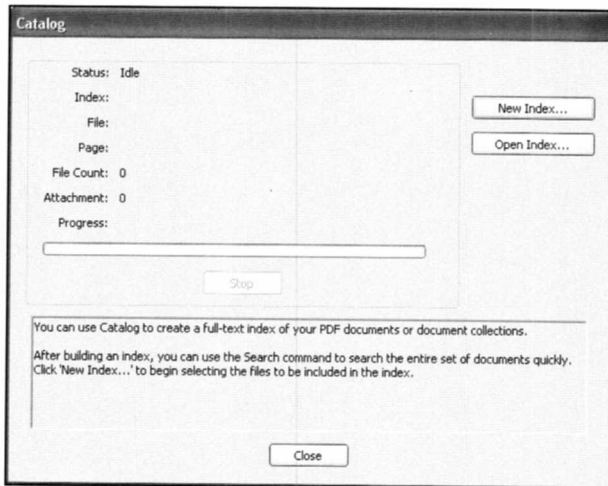 Catalog
Status: Idle
Index:
File:
Page:
File Count: 0
Attachment: 0
Progress:
Stop
New Index...
Open Index...
You can use Catalog to create a full-text index of your PDF documents or document collections.
After building an index, you can use the Search command to search the entire set of documents quickly.
Click 'New Index...' to begin selecting the files to be included in the index.
Close